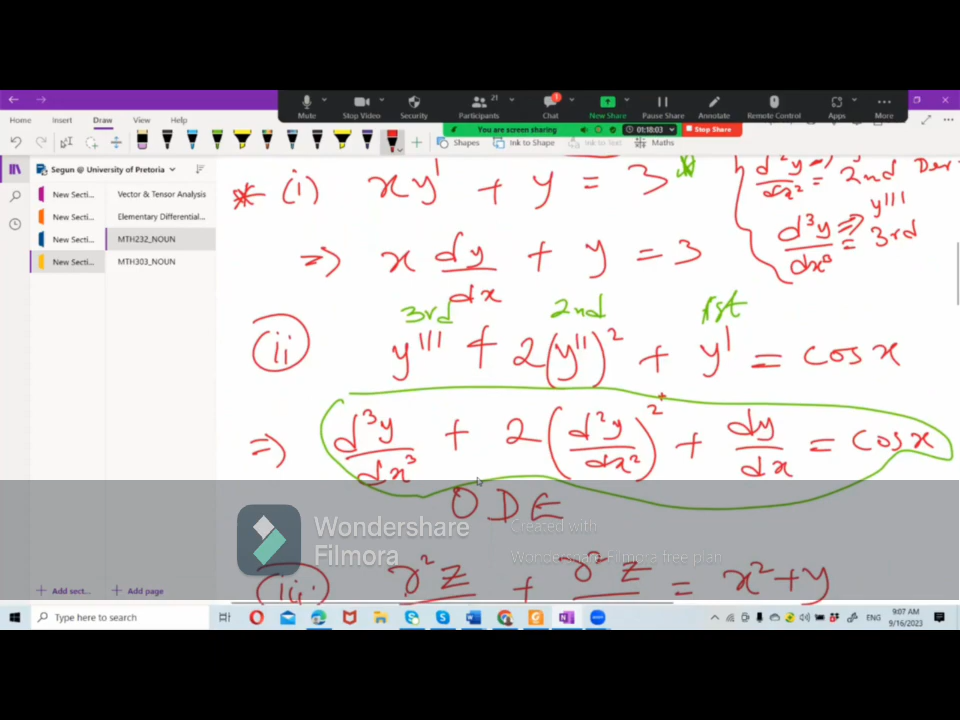 Mute
Stop Video
Security
21
Participants
1
Chat
New Share
Pause Share
Annotate
Remote Control
Apps
More
Home Insert Draw View Help
You are screen sharing
01:18:03
Stop Share
Shapes
Ink to Shape
Ink to Text
Maths
Segun @ University of Pretoria
New Secti... Vector & Tensor Analysis
New Secti... Elementary Differential...
New Secti... MTH232_NOUN
New Secti... MTH303_NOUN
* (i) xy' + y = 3
d²y/dx² = 2nd Der
y'''
d³y/dx³ = 3rd
=> x dy/dx + y = 3
3rd 2nd 1st
(ii) y''' + 2(y'')² + y' = cosx
=> d³y/dx³ + 2(d²y/dx²)² + dy/dx = cosx
ODE
Wondershare
Filmora
Created with
Wondershare Filmora free plan
(iii) ∂²z + ∂²z = x²+y
Add sect...
Add page
Type here to search
ENG
9:07 AM
9/16/2023